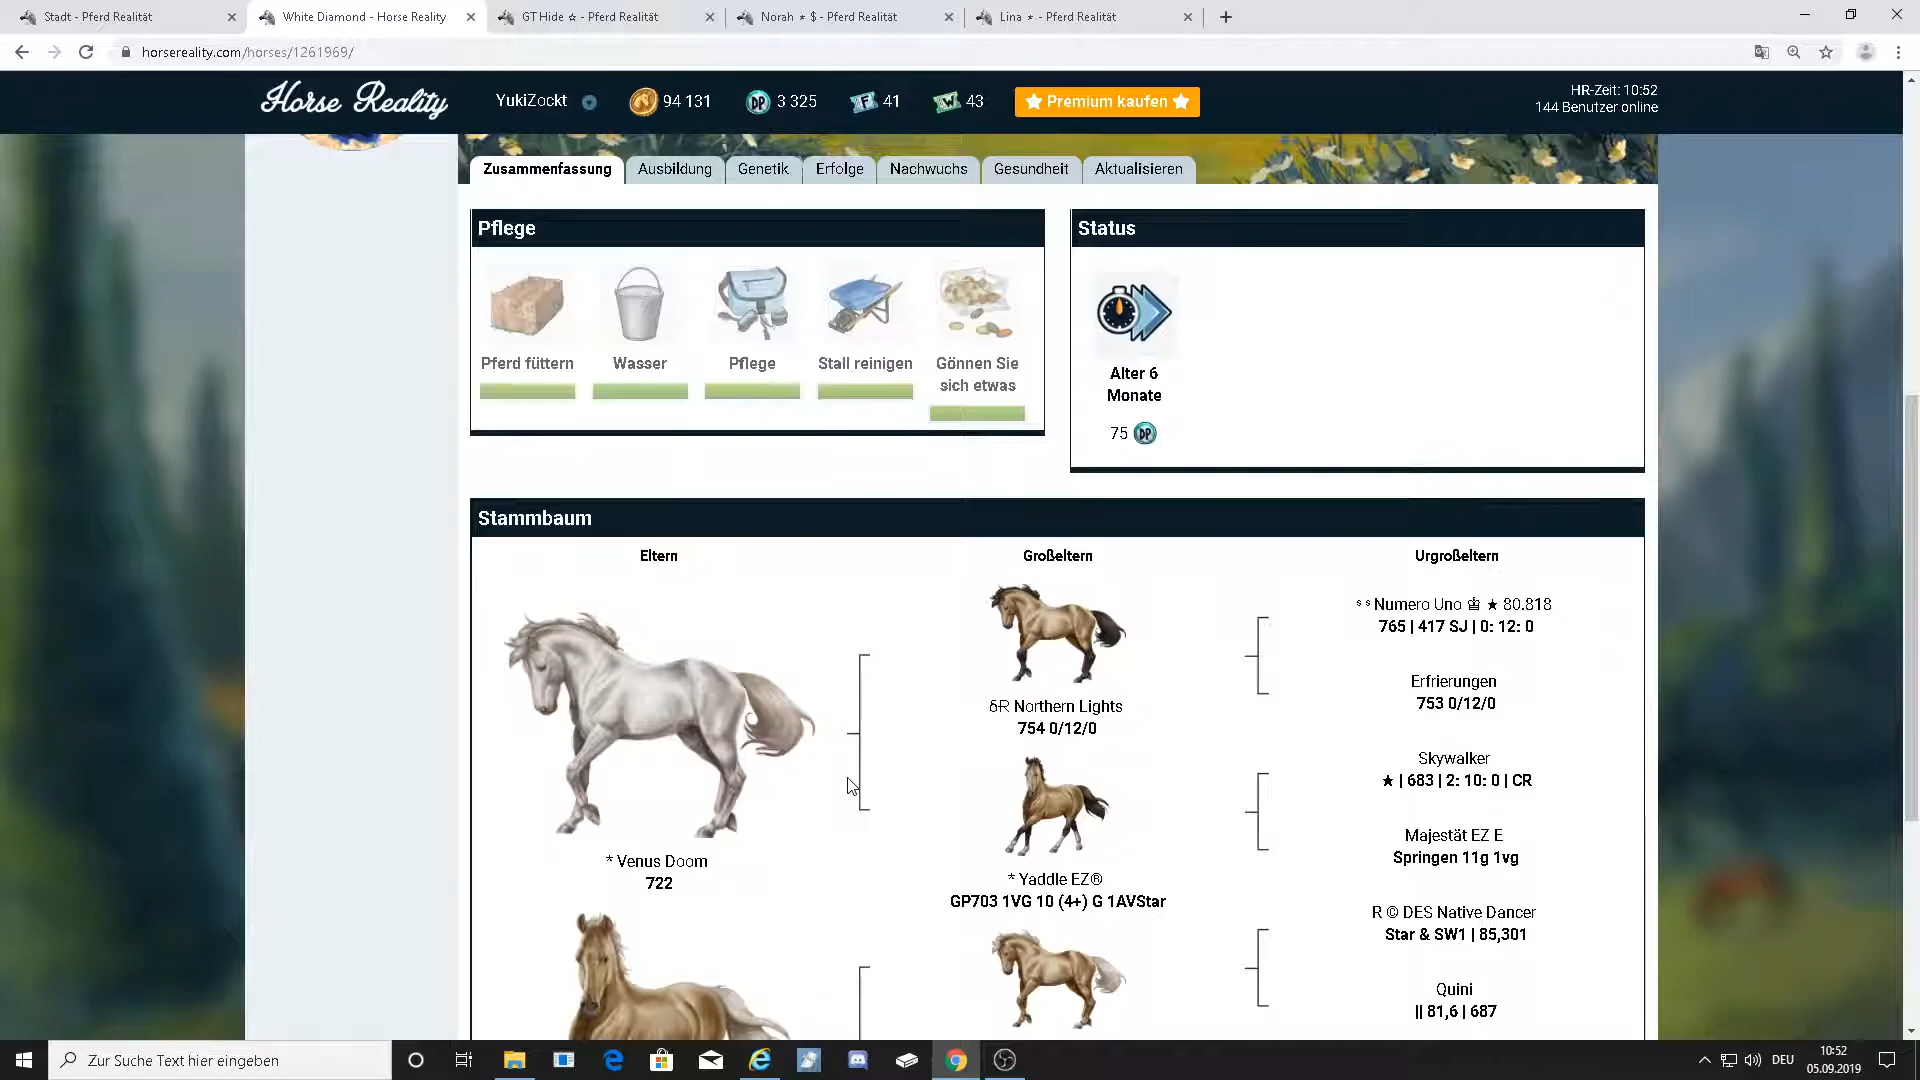 Stadt - Pferd Realität
White Diamond - Horse Reality
GT Hide ☆ - Pferd Realität
Norah ⋆ $ - Pferd Realität
Lina ⋆ - Pferd Realität
horsereality.com/horses/1261969/
Horse Reality
YukiZockt
94 131
DP 3 325
F 41
W 43
★ Premium kaufen ★
HR-Zeit: 10:52
144 Benutzer online
Zusammenfassung
Ausbildung
Genetik
Erfolge
Nachwuchs
Gesundheit
Aktualisieren
Pflege
Pferd füttern
Wasser
Pflege
Stall reinigen
Gönnen Sie
sich etwas
Status
Alter 6
Monate
75 DP
Stammbaum
Eltern
Großeltern
Urgroßeltern
* Venus Doom
722
δR Northern Lights
754 0/12/0
* Yaddle EZ®
GP703 1VG 10 (4+) G 1AVStar
ˢ ˢ Numero Uno ♔ ★ 80.818
765 | 417 SJ | 0: 12: 0
Erfrierungen
753 0/12/0
Skywalker
★ | 683 | 2: 10: 0 | CR
Majestät EZ E
Springen 11g 1vg
R © DES Native Dancer
Star & SW1 | 85,301
Quini
|| 81,6 | 687
Zur Suche Text hier eingeben
DEU
10:52
05.09.2019